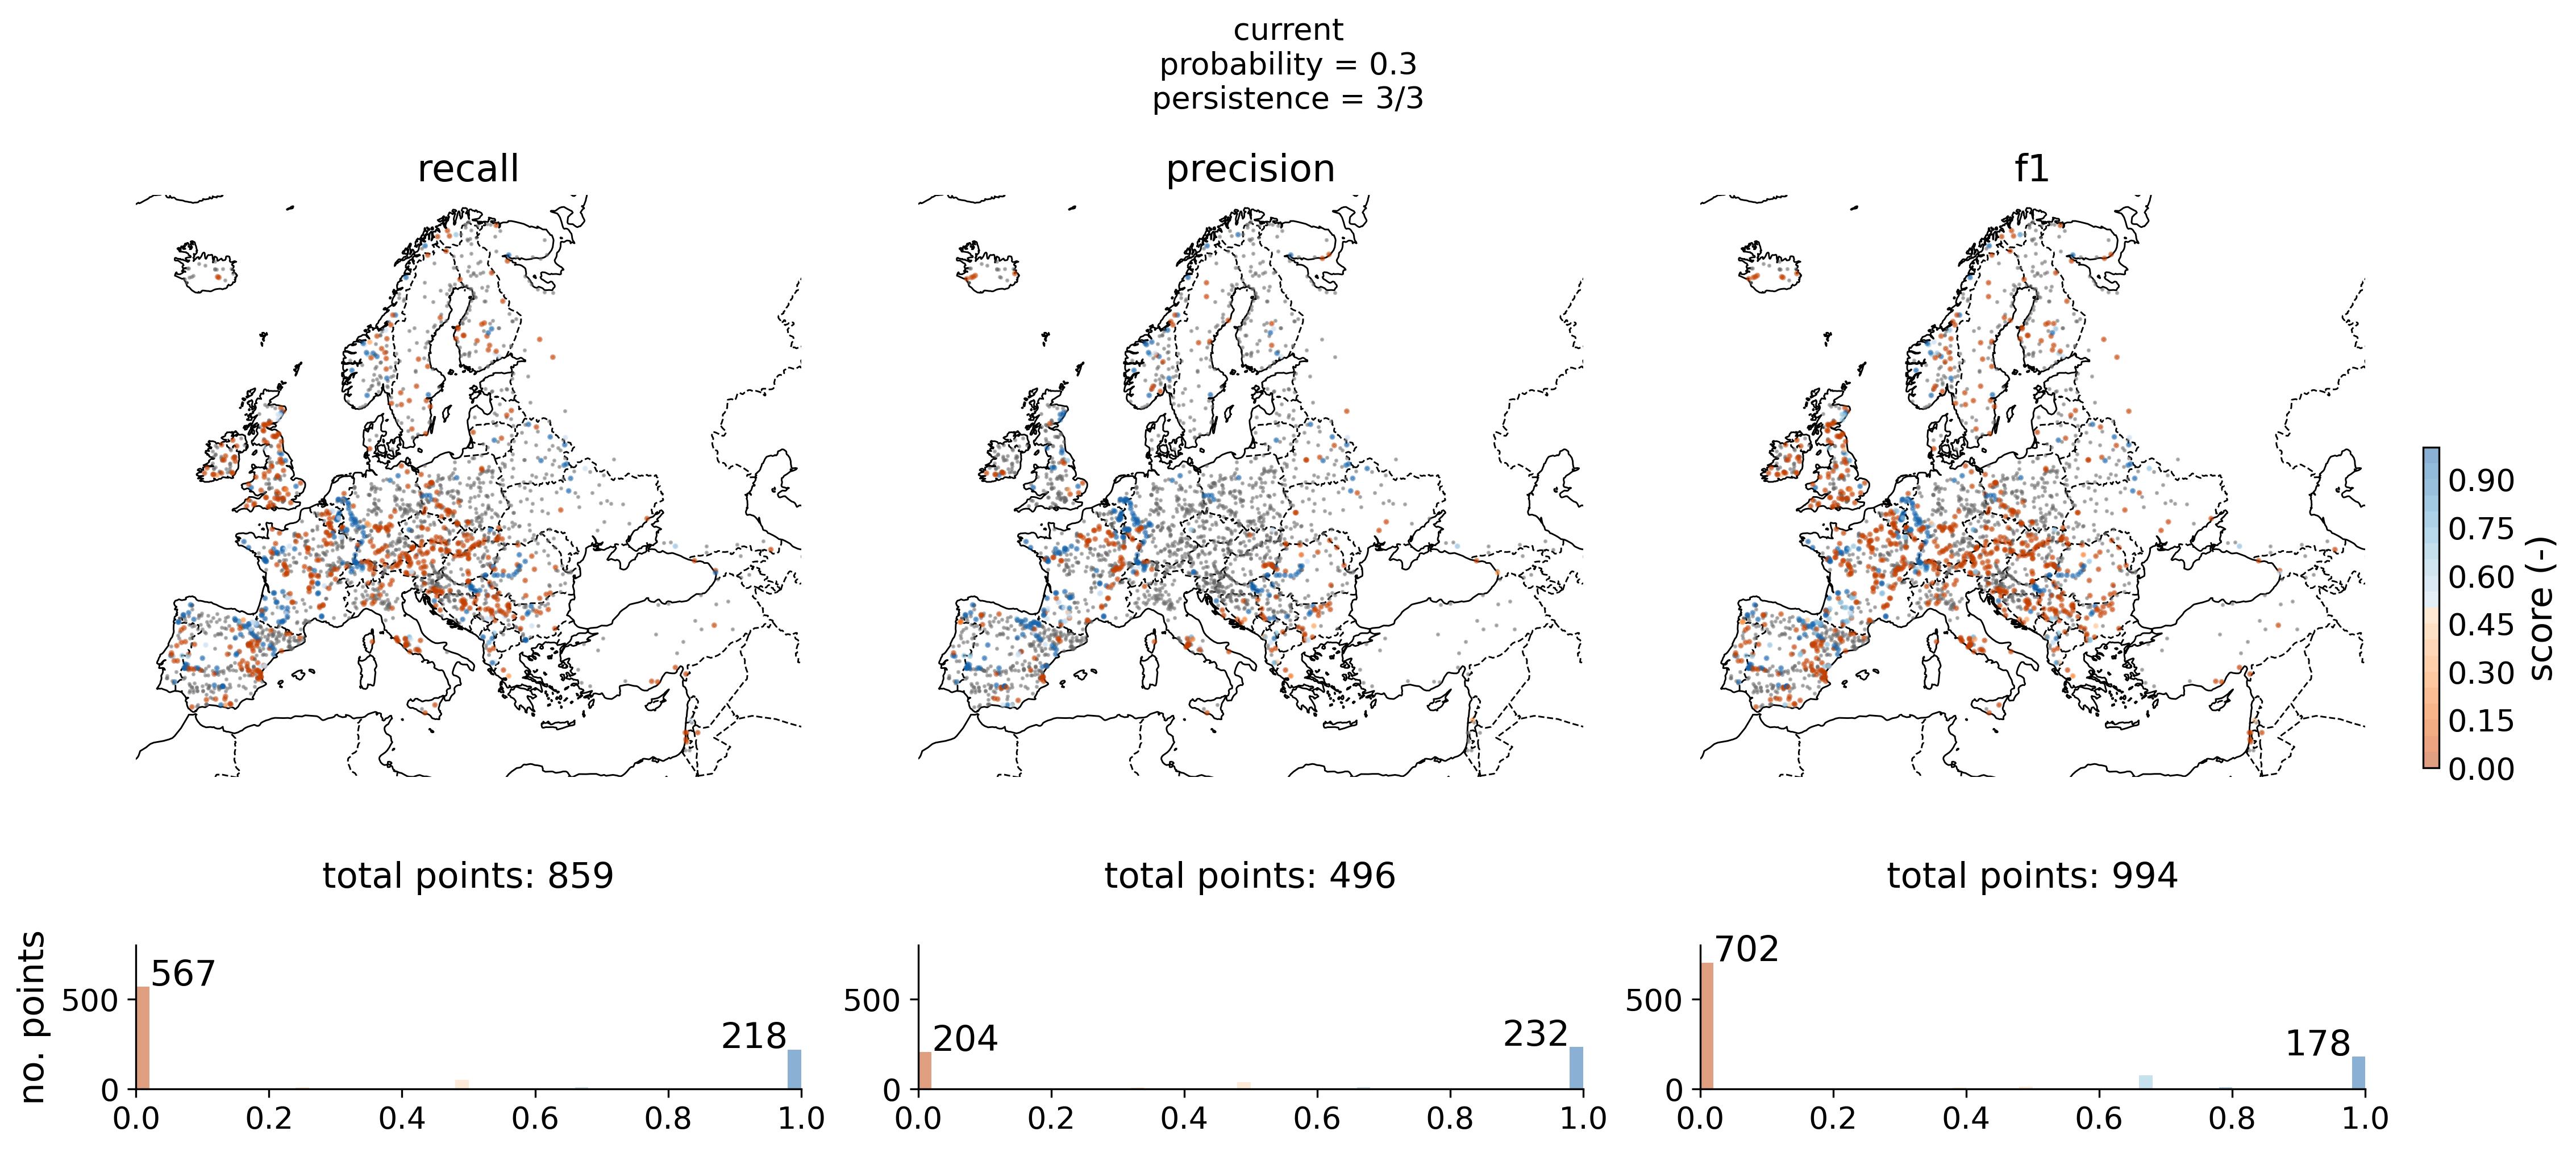 current
probability = 0.3
persistence = 3/3
recall
precision
f1
0.90
0.75
0.60
0.45
0.30
0.15
0.00
score (-)
total points: 859
total points: 496
total points: 994
no. points
500
0
567
218
0.0 0.2 0.4 0.6 0.8 1.0
500
0
204
232
0.0 0.2 0.4 0.6 0.8 1.0
500
0
702
178
0.0 0.2 0.4 0.6 0.8 1.0